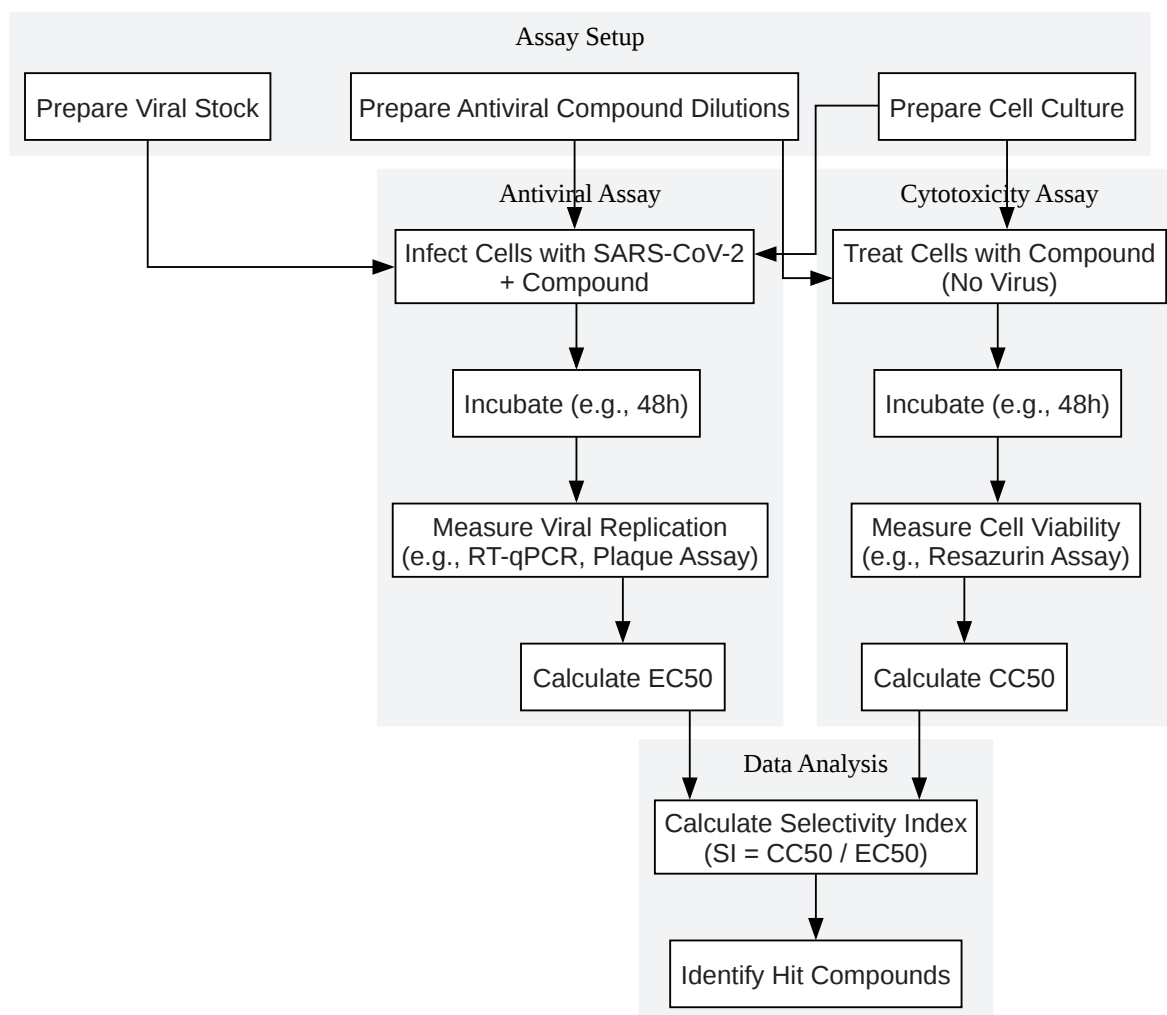 Assay Setup
Prepare Viral Stock
Prepare Antiviral Compound Dilutions
Prepare Cell Culture
Antiviral Assay
Cytotoxicity Assay
Infect Cells with SARS-CoV-2
+ Compound
Treat Cells with Compound
(No Virus)
Incubate (e.g., 48h)
Incubate (e.g., 48h)
Measure Viral Replication
(e.g., RT-qPCR, Plaque Assay)
Measure Cell Viability
(e.g., Resazurin Assay)
Calculate EC50
Calculate CC50
Data Analysis
Calculate Selectivity Index
(SI = CC50 / EC50)
Identify Hit Compounds